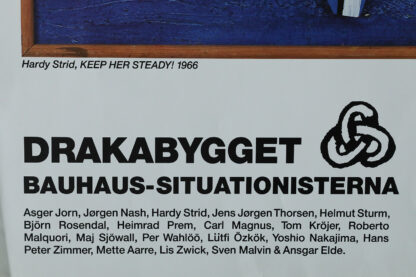 Hardy Strid, KEEP HER STEADY! 1966
DRAKABYGGET
BAUHAUS-SITUATIONISTERNA
Asger Jorn, Jørgen Nash, Hardy Strid, Jens Jørgen Thorsen, Helmut Sturm,
Björn Rosendal, Heimrad Prem, Carl Magnus, Tom Kröjer, Roberto
Malquori, Maj Sjöwall, Per Wahlöö, Lütfi Özkök, Yoshio Nakajima, Hans
Peter Zimmer, Mette Aarre, Lis Zwick, Sven Malvin & Ansgar Elde.